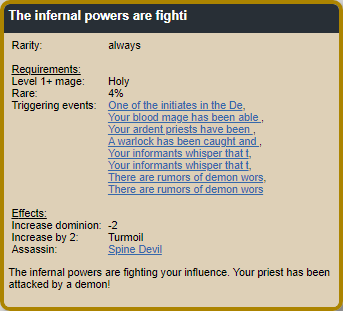 The infernal powers are fighti
Rarity: always
Requirements:
Level 1+ mage: Holy
Rare: 4%
Triggering events: One of the initiates in the De,
Your blood mage has been able ,
Your ardent priests have been ,
A warlock has been caught and ,
Your informants whisper that t,
Your informants whisper that t,
There are rumors of demon wors,
There are rumors of demon wors
Effects:
Increase dominion: -2
Increase by 2: Turmoil
Assassin: Spine Devil
The infernal powers are fighting your influence. Your priest has been
attacked by a demon!